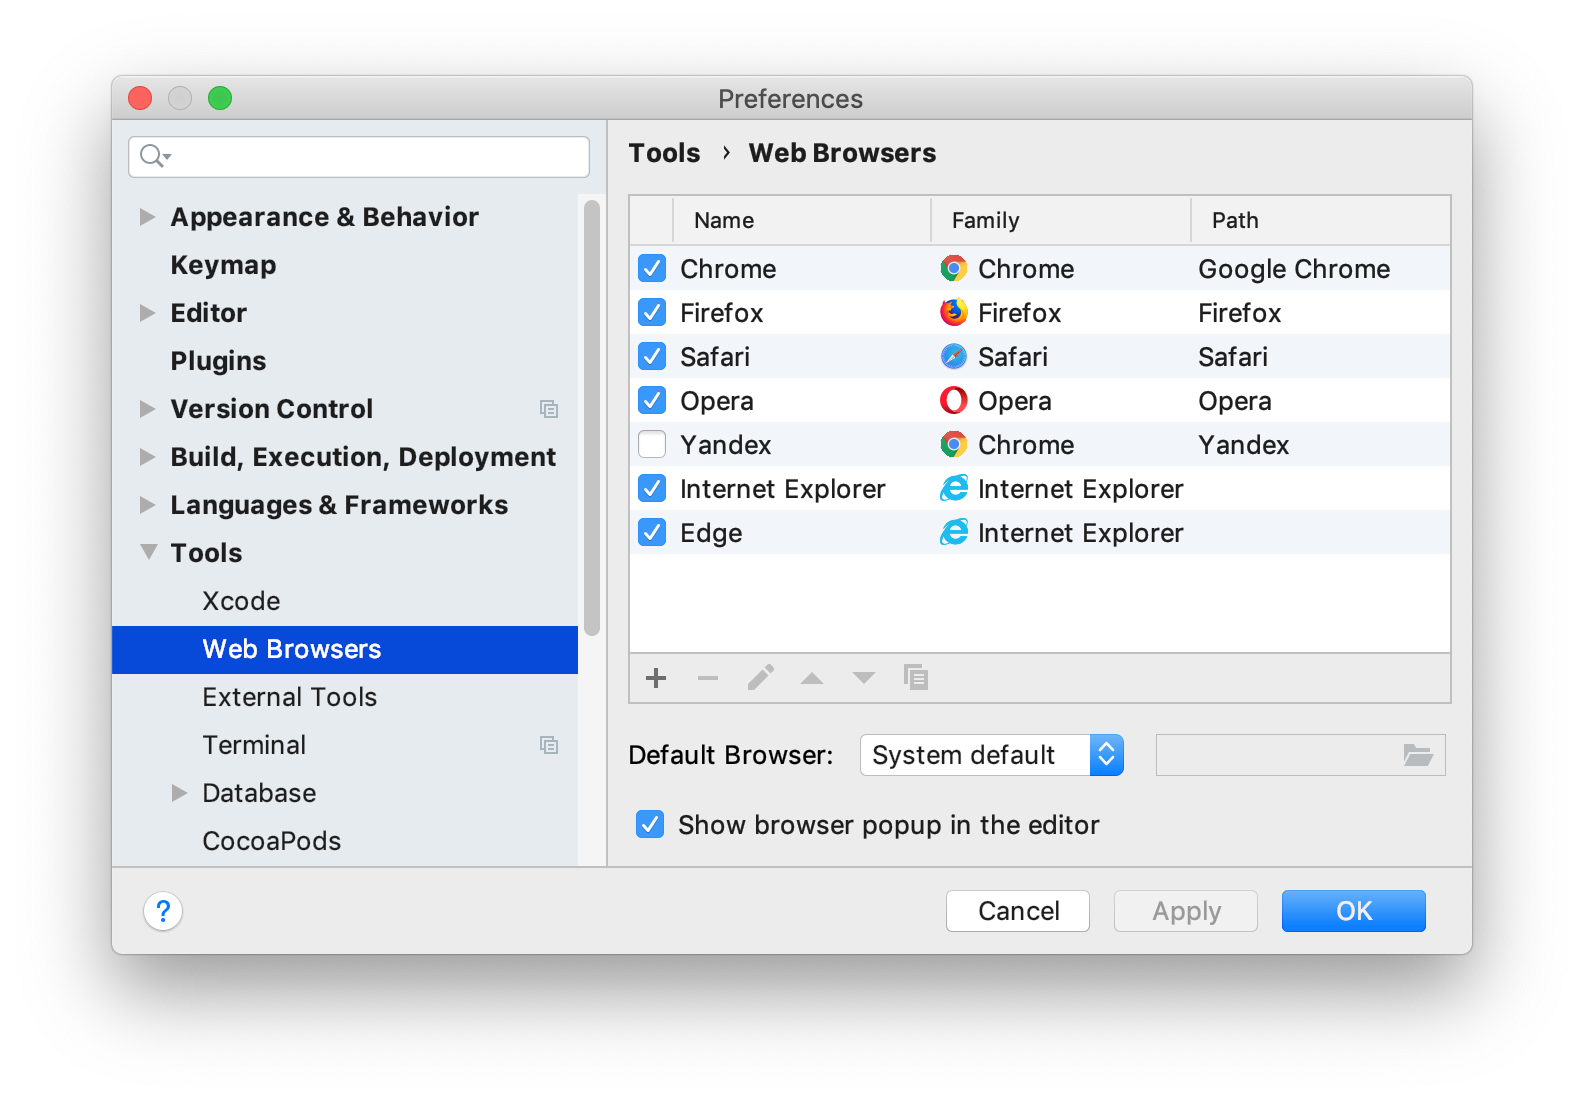 Preferences
Appearance & Behavior
Keymap
Editor
Plugins
Version Control
Build, Execution, Deployment
Languages & Frameworks
Tools
Xcode
Web Browsers
External Tools
Terminal
Database
CocoaPods
Tools › Web Browsers
Name Family Path
Chrome Chrome Google Chrome
Firefox Firefox Firefox
Safari Safari Safari
Opera Opera Opera
Yandex Chrome Yandex
Internet Explorer Internet Explorer
Edge Internet Explorer
Default Browser: System default
Show browser popup in the editor
? Cancel Apply OK